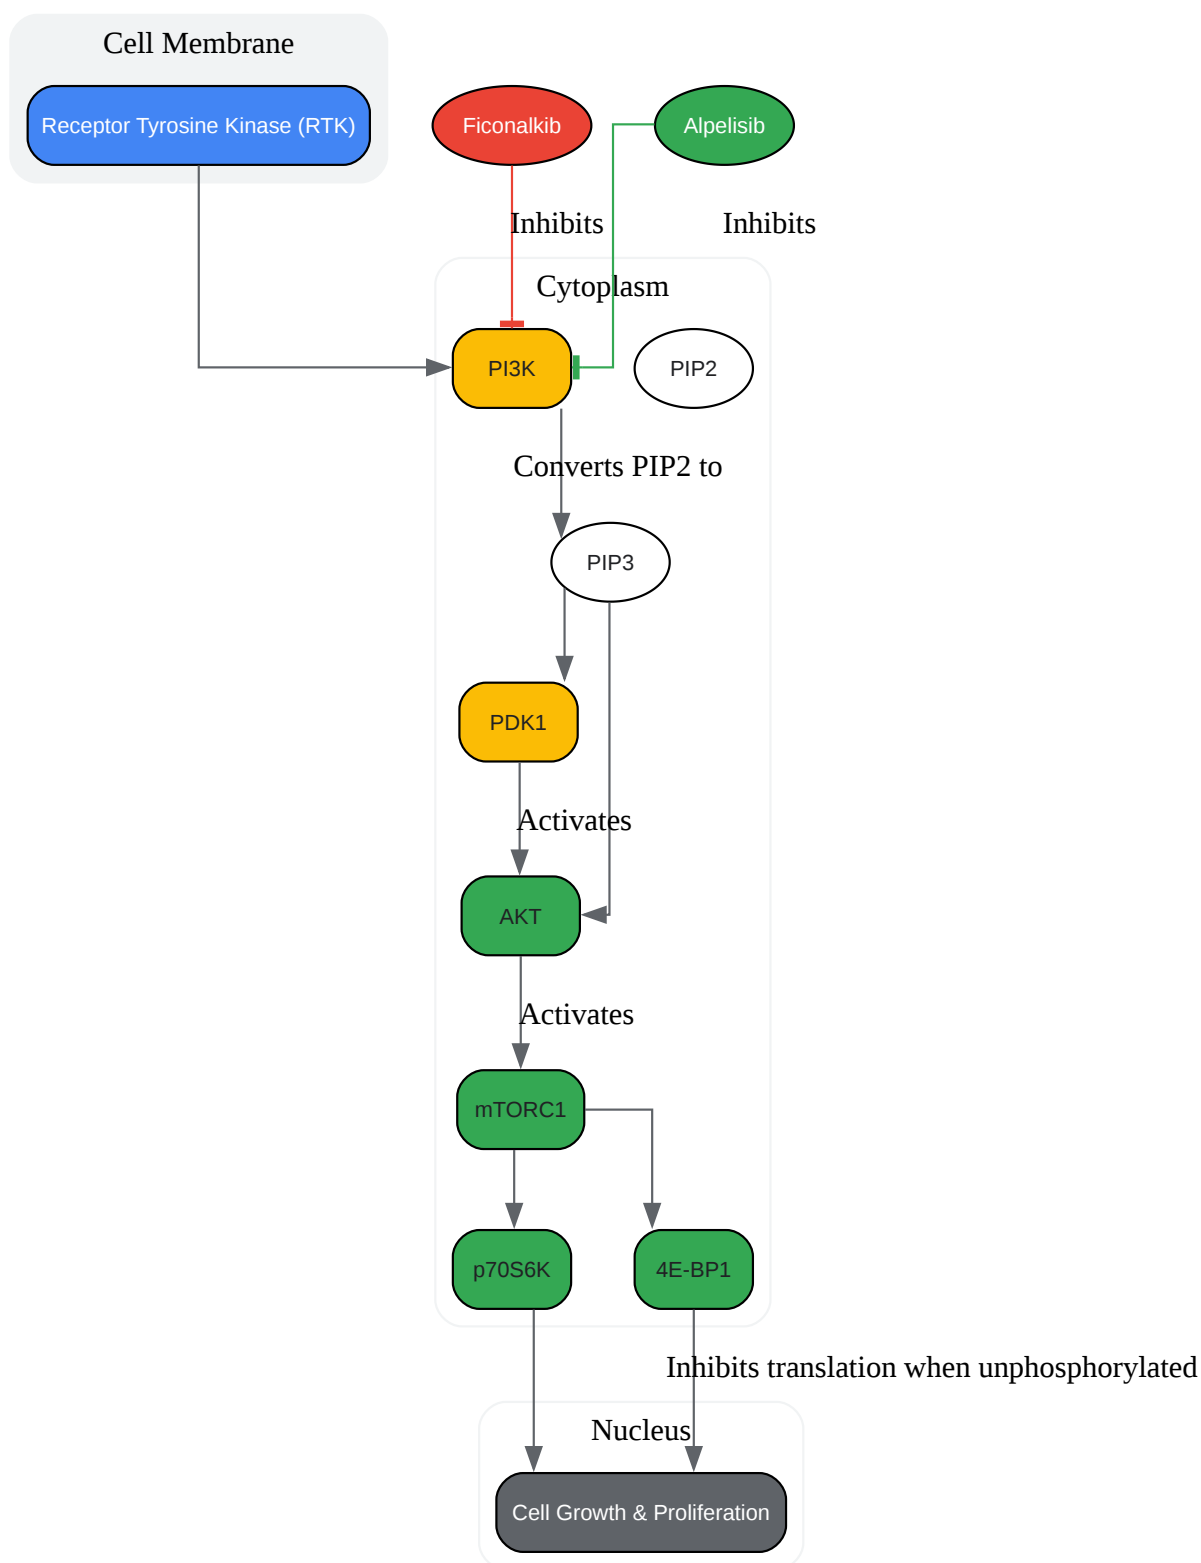 Cell Membrane
Receptor Tyrosine Kinase (RTK)
Ficonalkib
Alpelisib
Inhibits
Inhibits
Cytoplasm
PI3K
PIP2
Converts PIP2 to
PIP3
PDK1
Activates
AKT
Activates
mTORC1
p70S6K
4E-BP1
Inhibits translation when unphosphorylated
Nucleus
Cell Growth & Proliferation